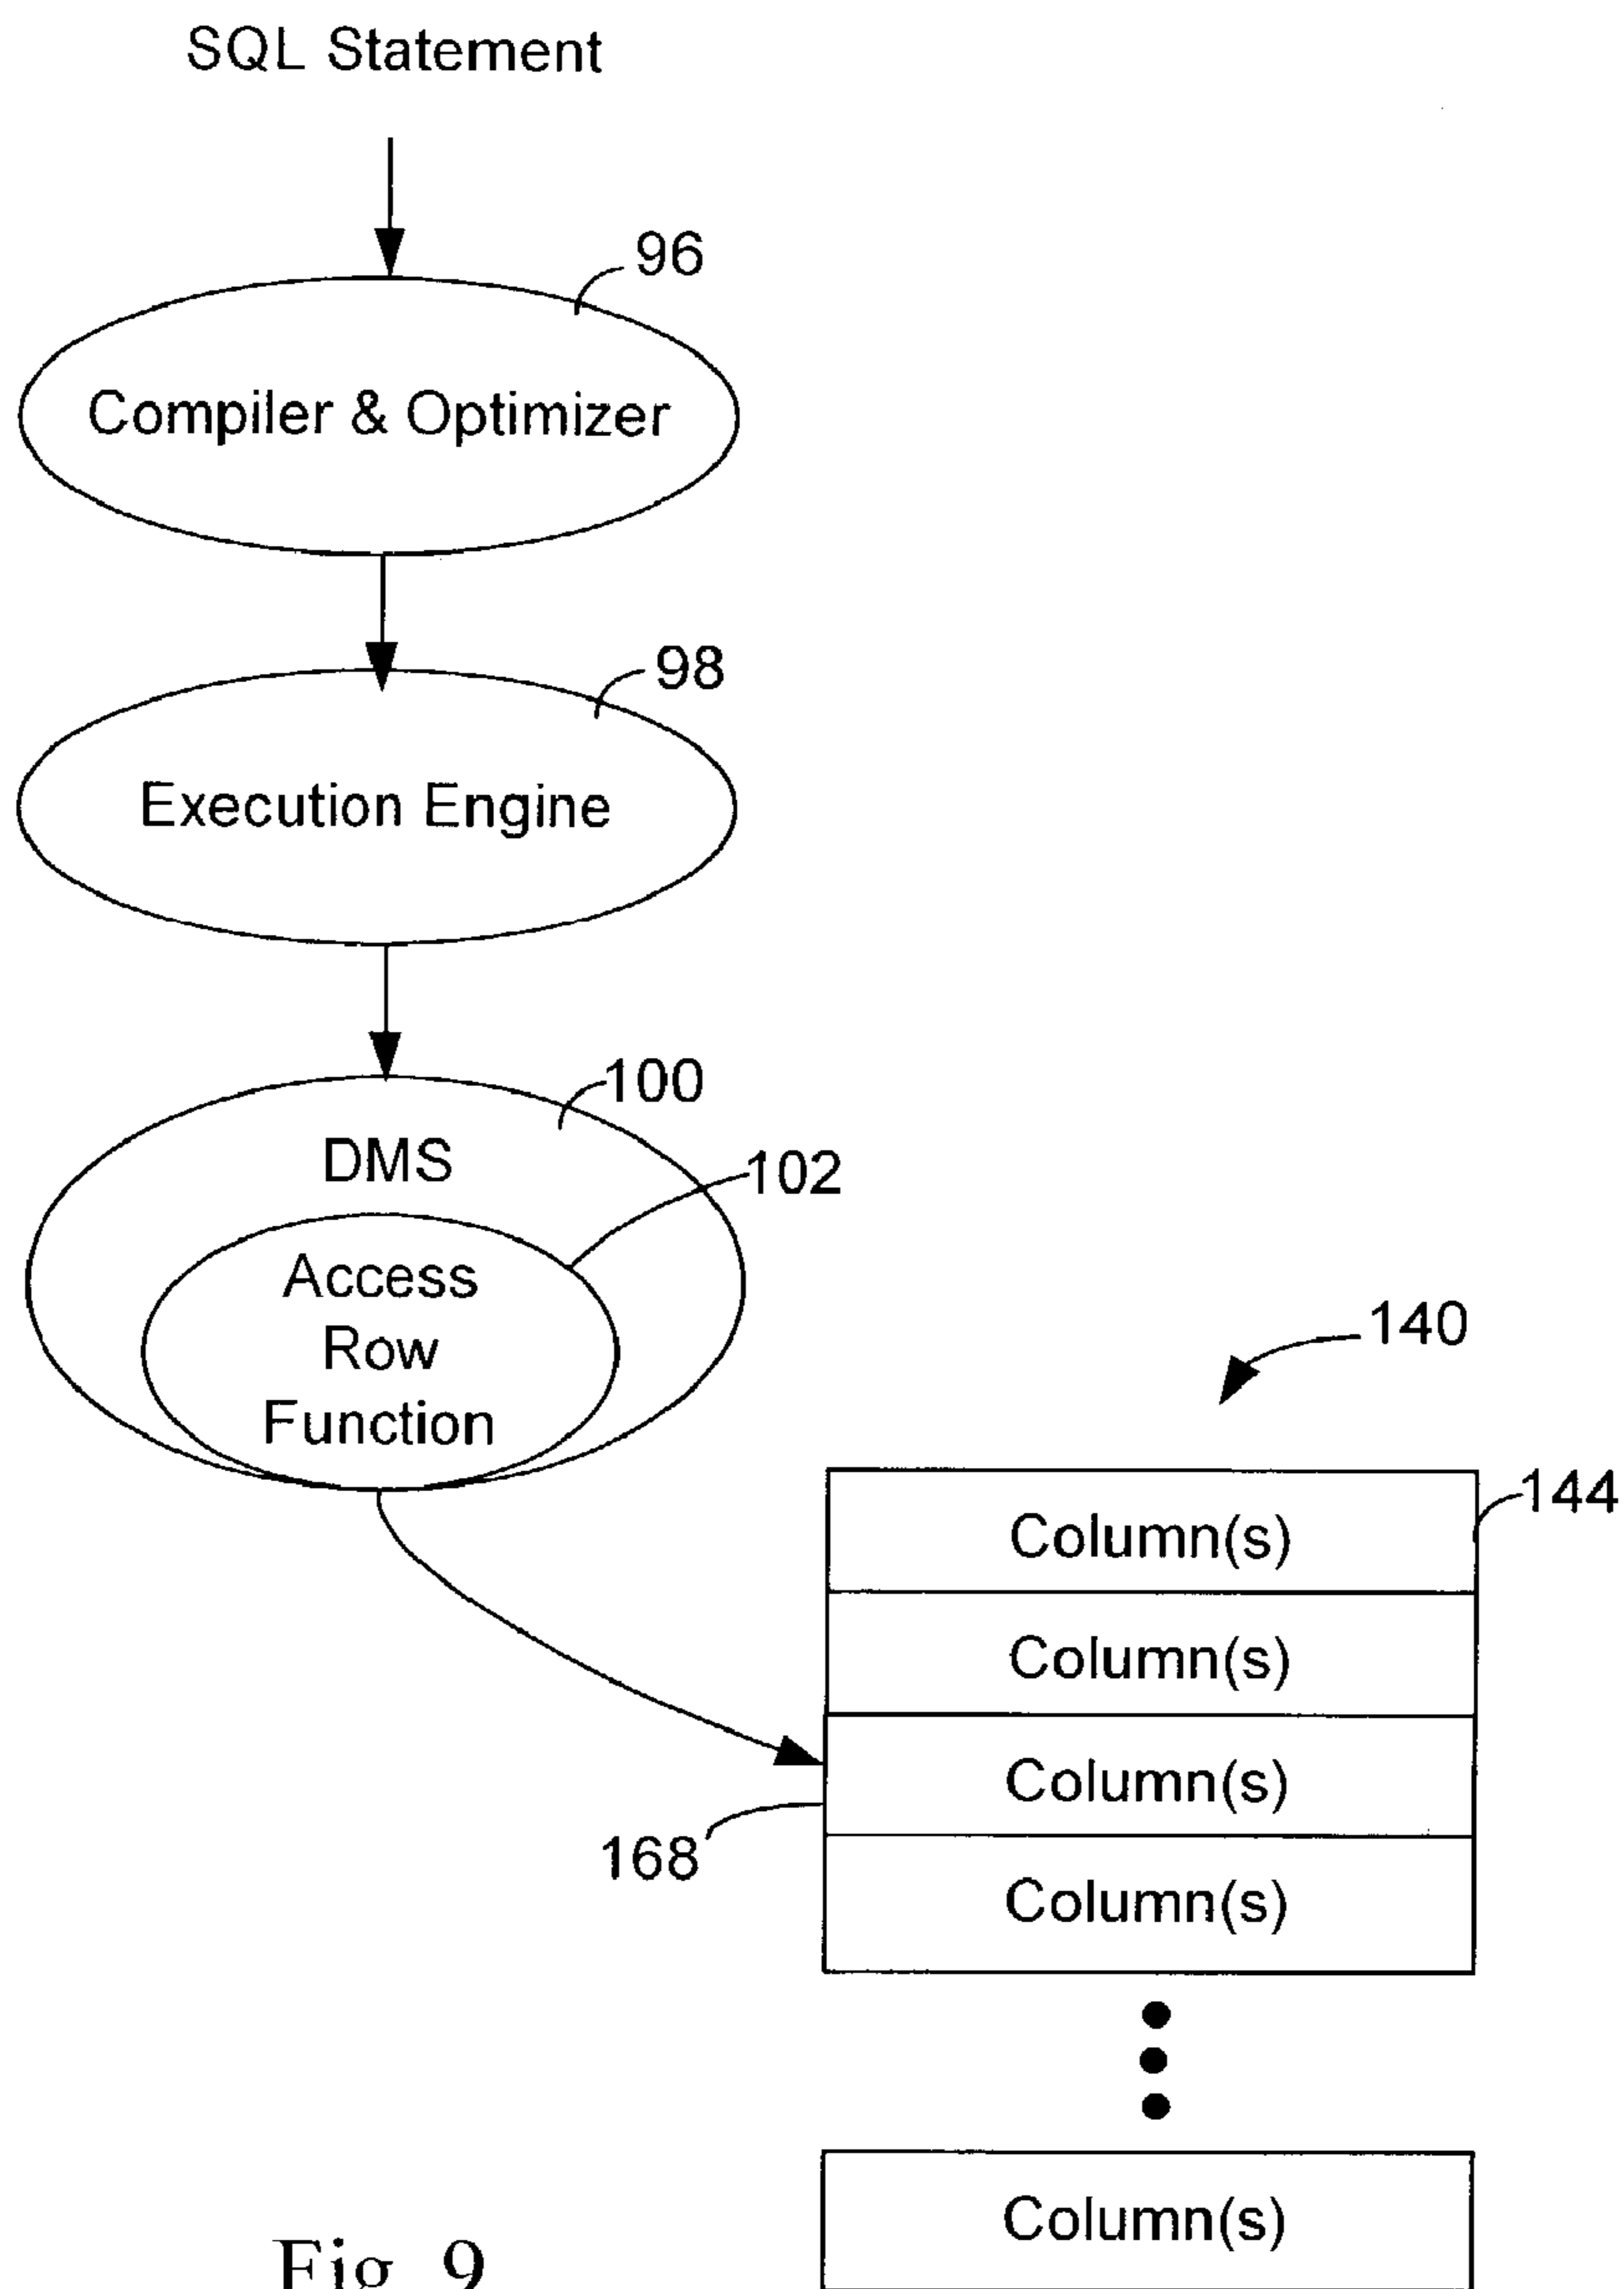 SQL Statement
96
Compiler & Optimizer
98
Execution Engine
100
DMS
102
Access
Row
Function
140
144
Column(s)
Column(s)
Column(s)
168
Column(s)
Column(s)
Fig. 9